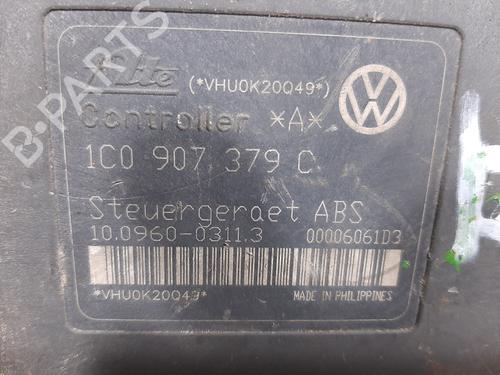 Ate (*VHU0K20Q49*)
Controller *A*
1C0 907 379 C
Steuergeraet ABS
10.0960-0311.3 00006061D3
*VHU0K20Q49*
MADE IN PHILIPPINES
B-PARTS